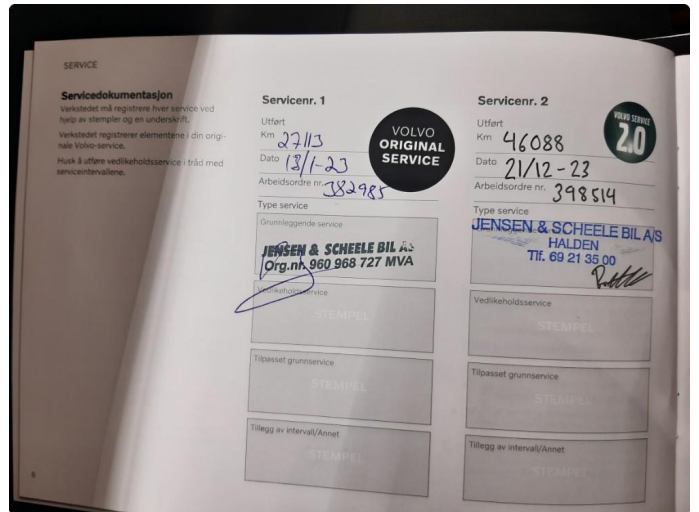 SERVICE
Servicedokumentasjon
Verkstedet må registrere hver service ved
hjelp av stempler og en underskrift.
Verkstedet registrerer elementene i din origi-
nale Volvo-service.
Husk å utføre vedlikeholdsservice i tråd med
serviceintervallene.
Servicenr. 1
Utført
Km 27113
Dato 13/1-23
Arbeidsordre nr. 382985
VOLVO
ORIGINAL
SERVICE
Type service
Grunnleggende service
JENSEN & SCHEELE BIL AS
Org.nr. 960 968 727 MVA
Vedlikeholdsservice
STEMPEL
Tilpasset grunnservice
STEMPEL
Tillegg av intervall/Annet
STEMPEL
Servicenr. 2
Utført
Km 46088
Dato 21/12-23
Arbeidsordre nr. 398514
VOLVO SERVICE
2.0
Type service
JENSEN & SCHEELE BIL A/S
HALDEN
Tlf. 69 21 35 00
Vedlikeholdsservice
STEMPEL
Tilpasset grunnservice
STEMPEL
Tillegg av intervall/Annet
STEMPEL